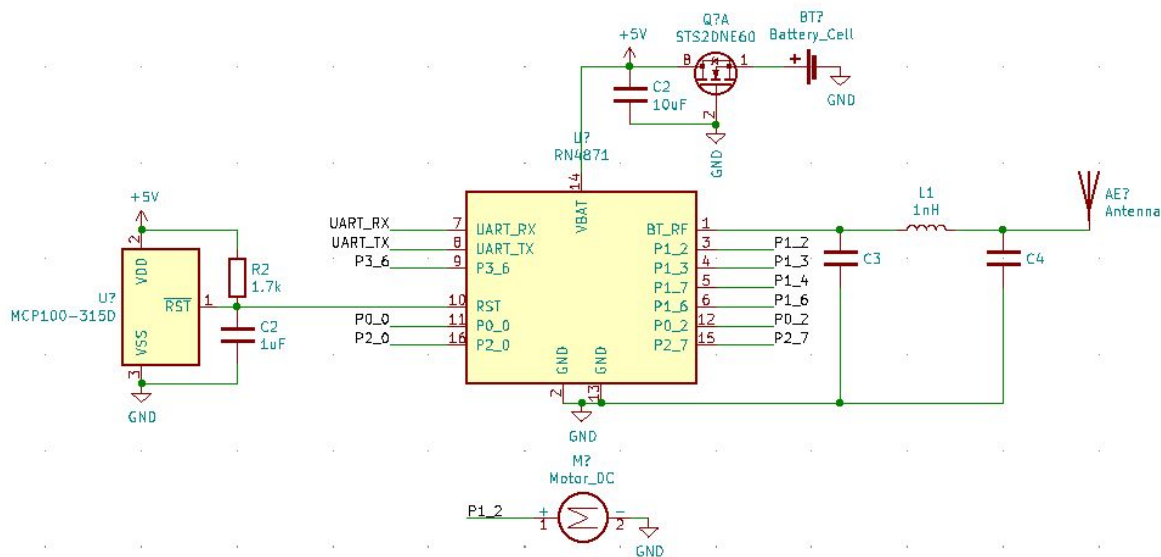 Q?A
STS2DNE60
BT?
Battery_Cell
+5V
8
1
+
C2
10uF
2
GND
GND
U?
RN4871
14
VBAT
+5V
2
VDD
R2
1.7k
U?
MCP100-315D
RST
1
VSS
3
C2
1uF
GND
UART_RX 7 UART_RX
UART_TX 8 UART_TX
P3_6 9 P3_6
10 RST
P0_0 11 P0_0
P2_0 16 P2_0
BT_RF 1
P1_2 3 P1_2
P1_3 4 P1_3
P1_7 5 P1_4
P1_6 6 P1_6
P0_2 12 P0_2
P2_7 15 P2_7
GND GND
2 13
GND
L1
1nH
AE?
Antenna
C3
C4
M?
Motor_DC
P1_2 + 1 M - 2
GND